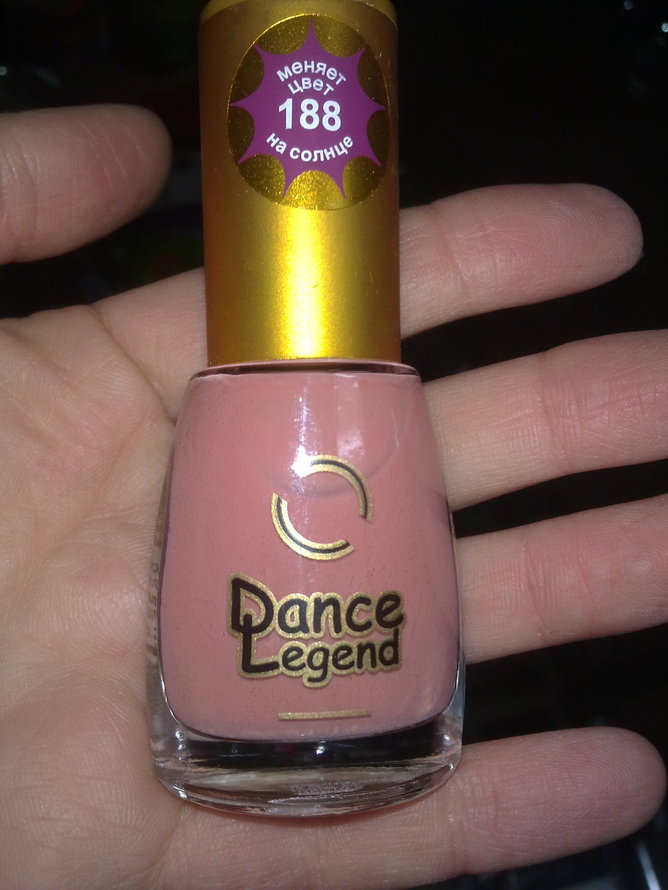 меняет
цвет
188
на солнце
Dance
Legend